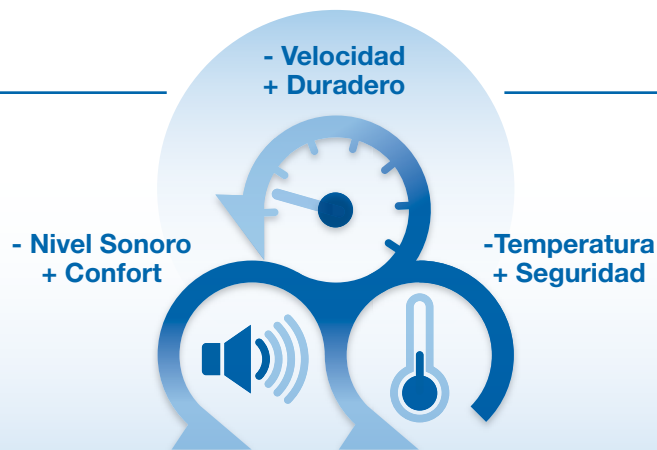 - Velocidad
+ Duradero
- Nivel Sonoro
+ Confort
-Temperatura
+ Seguridad